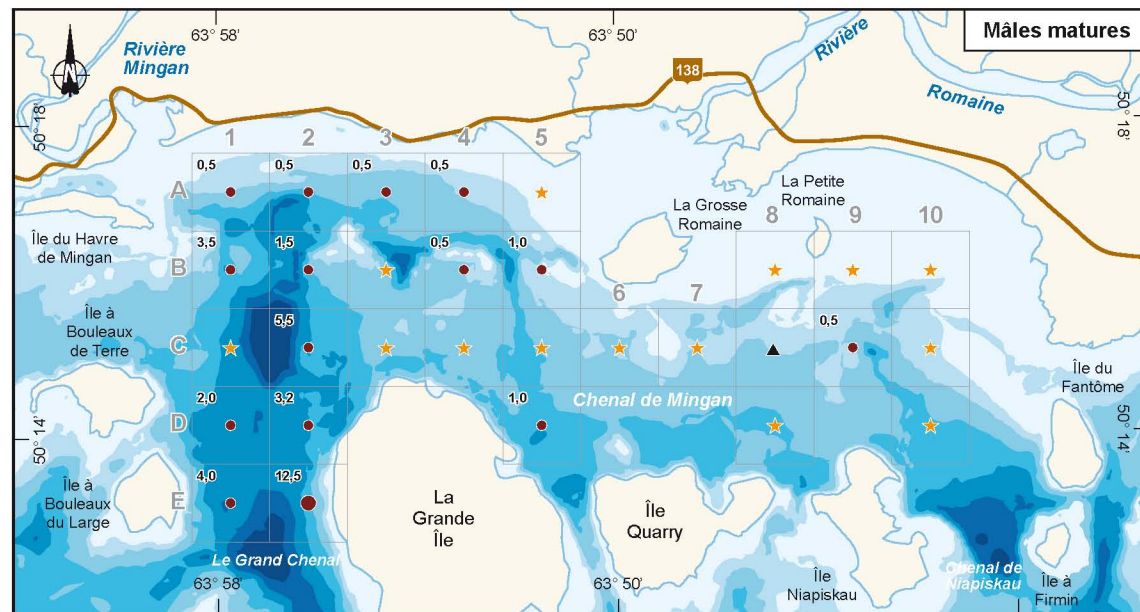 63° 58'
63° 50'
Mâles matures
Rivière
Mingan
Rivière
138
Romaine
N
50° 18'
50° 18'
1
2
3
4
5
0,5
0,5
0,5
0,5
A
La Petite
Romaine
La Grosse
Romaine
8
9
10
Île du Havre
de Mingan
3,5
1,5
0,5
1,0
B
6
7
Île à
Bouleaux
de Terre
5,5
0,5
C
Île du
Fantôme
2,0
3,2
1,0
D
Chenal de Mingan
50° 14'
50° 14'
4,0
12,5
E
Île à
Bouleaux
du Large
La
Grande
Île
Île
Quarry
Le Grand Chenal
Île
Niapiskau
Chenal de
Niapiskau
Île à
Firmin
63° 58'
63° 50'